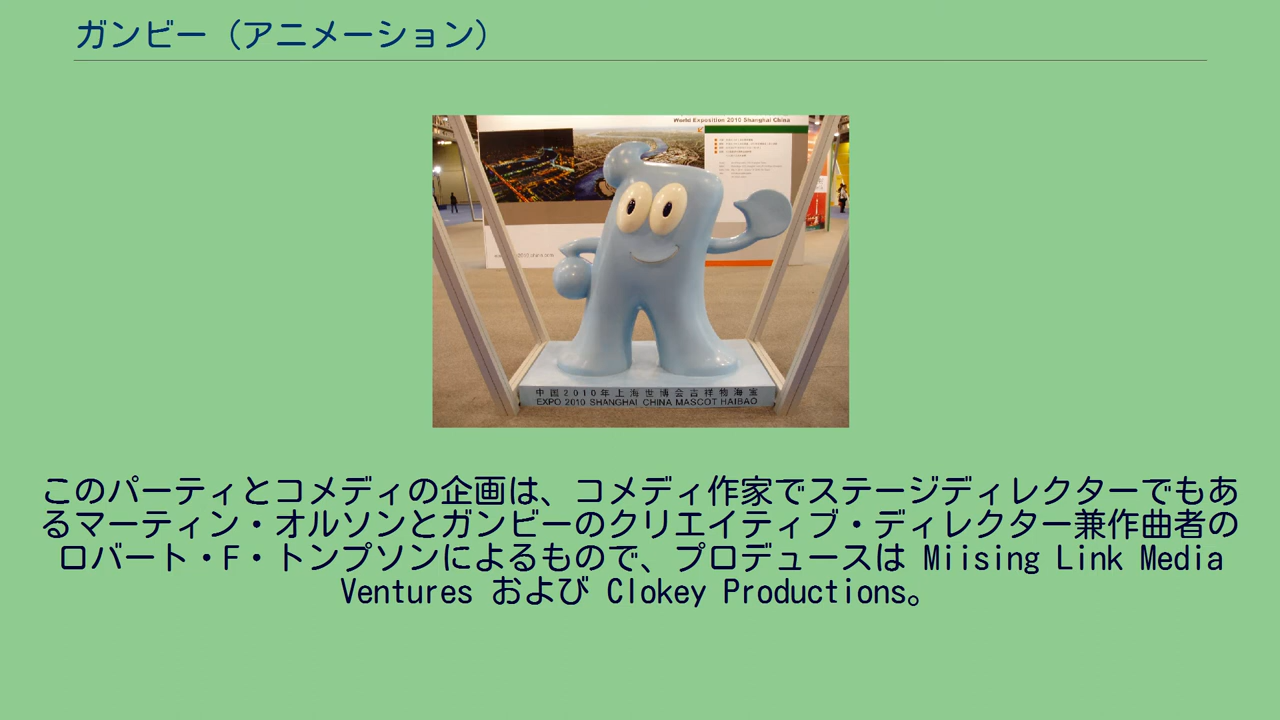 ガンビー（アニメーション）
World Exposition 2010 Shanghai China
中国2010年上海世博会吉祥物海宝
EXPO 2010 SHANGHAI CHINA MASCOT HAIBAO
このパーティとコメディの企画は、コメディ作家でステージディレクターでもあ
るマーティン・オルソンとガンビーのクリエイティブ・ディレクター兼作曲者の
ロバート・F・トンプソンによるもので、プロデュースは Miising Link Media
Ventures および Clokey Productions。